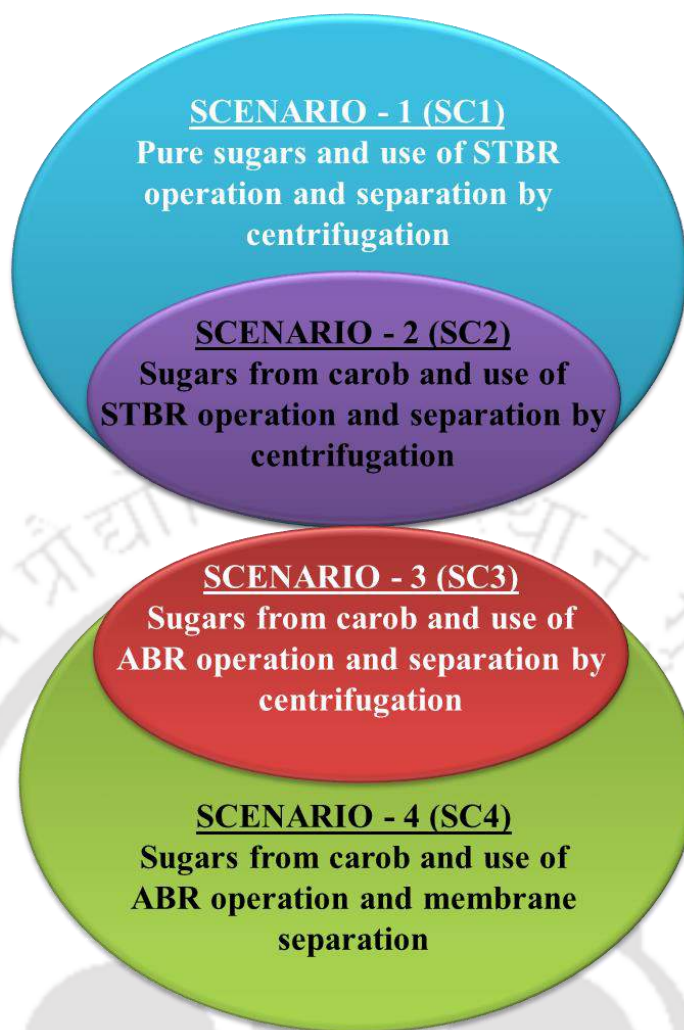 SCENARIO - 1 (SC1)
Pure sugars and use of STBR
operation and separation by
centrifugation
SCENARIO - 2 (SC2)
Sugars from carob and use of
STBR operation and separation by
centrifugation
SCENARIO - 3 (SC3)
Sugars from carob and use of
ABR operation and separation by
centrifugation
SCENARIO - 4 (SC4)
Sugars from carob and use of
ABR operation and membrane
separation